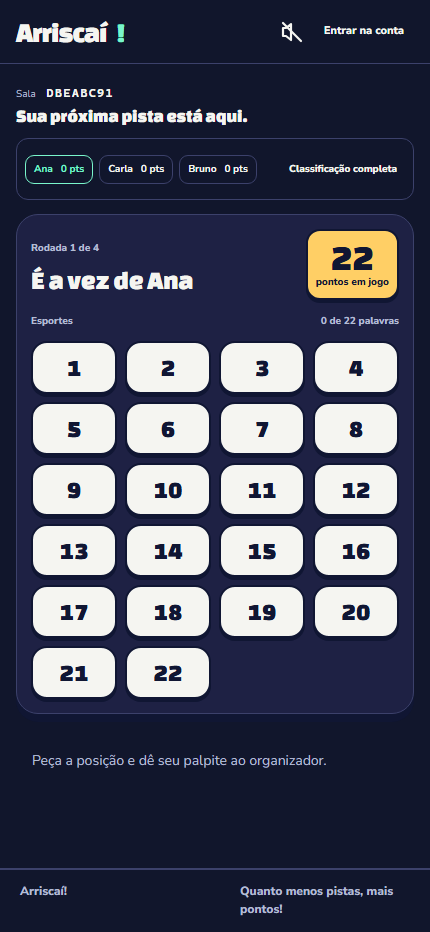 Arriscaí !
Entrar na conta
Sala DBEABC91
Sua próxima pista está aqui.
Ana 0 pts Carla 0 pts Bruno 0 pts Classificação completa
Rodada 1 de 4
É a vez de Ana
22
pontos em jogo
Esportes 0 de 22 palavras
1 2 3 4
5 6 7 8
9 10 11 12
13 14 15 16
17 18 19 20
21 22
Peça a posição e dê seu palpite ao organizador.
Arriscaí!
Quanto menos pistas, mais
pontos!